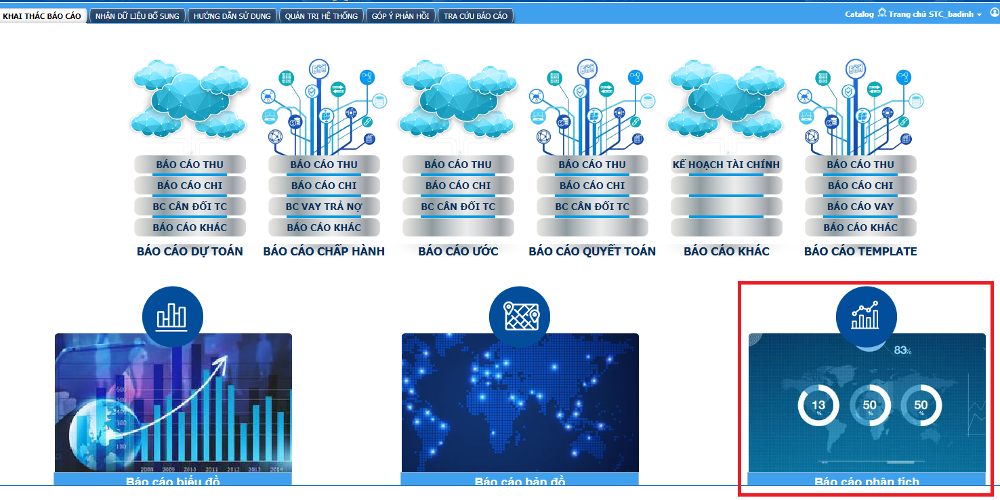 KHAI THÁC BÁO CÁO NHẬN DỮ LIỆU BỔ SUNG HƯỚNG DẪN SỬ DỤNG QUẢN TRỊ HỆ THỐNG GÓP Ý PHẢN HỒI TRA CỨU BÁO CÁO Catalog Trang chủ STC_badinh
BÁO CÁO THU BÁO CÁO THU BÁO CÁO THU BÁO CÁO THU KẾ HOẠCH TÀI CHÍNH BÁO CÁO THU
BÁO CÁO CHI BÁO CÁO CHI BÁO CÁO CHI BÁO CÁO CHI BÁO CÁO CHI
BC CÂN ĐỐI TC BC VAY TRẢ NỢ BC CÂN ĐỐI TC BC CÂN ĐỐI TC BÁO CÁO VAY
BÁO CÁO KHÁC BÁO CÁO KHÁC BÁO CÁO KHÁC
BÁO CÁO DỰ TOÁN BÁO CÁO CHẤP HÀNH BÁO CÁO ƯỚC BÁO CÁO QUYẾT TOÁN BÁO CÁO KHÁC BÁO CÁO TEMPLATE
83%
600
500
400
300
100
13 % 50 % 50 %
2008 2009 2010 2011 2012 2013 2014
Báo cáo biểu đồ Báo cáo bản đồ Báo cáo phân tích